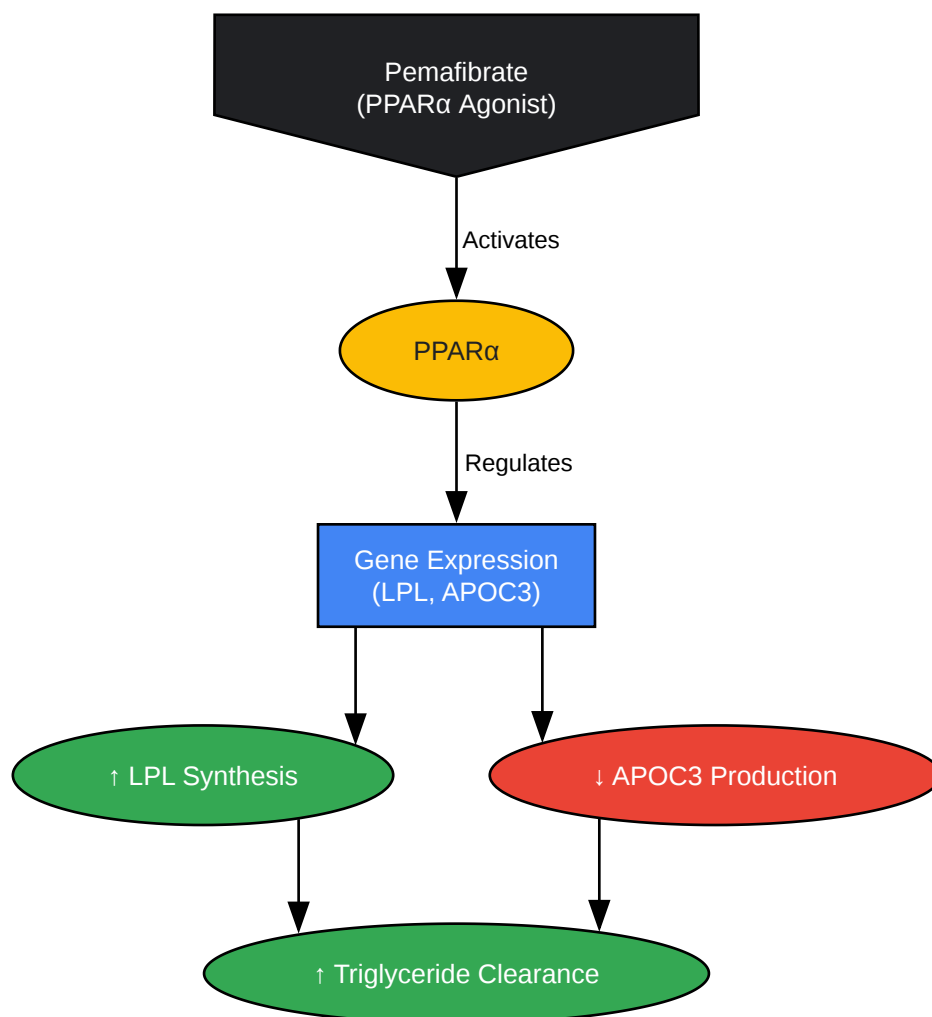 Pemafibrate
(PPARα Agonist)
Activates
PPARα
Regulates
Gene Expression
(LPL, APOC3)
↑ LPL Synthesis
↓ APOC3 Production
↑ Triglyceride Clearance